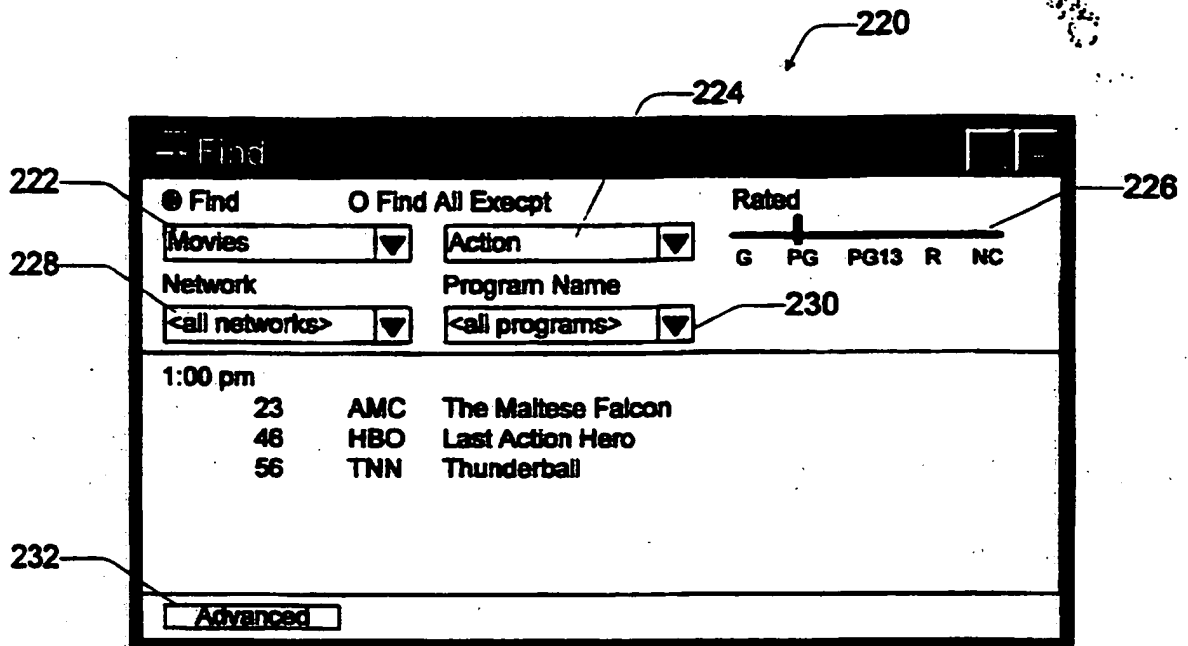 220
224
Find
222
Find Find All Execpt Rated
226
Movies Action
G PG PG13 R NC
228
Network Program Name
<all networks> <all programs>
230
1:00 pm
23 AMC The Maltese Falcon
46 HBO Last Action Hero
56 TNN Thunderball
232
Advanced